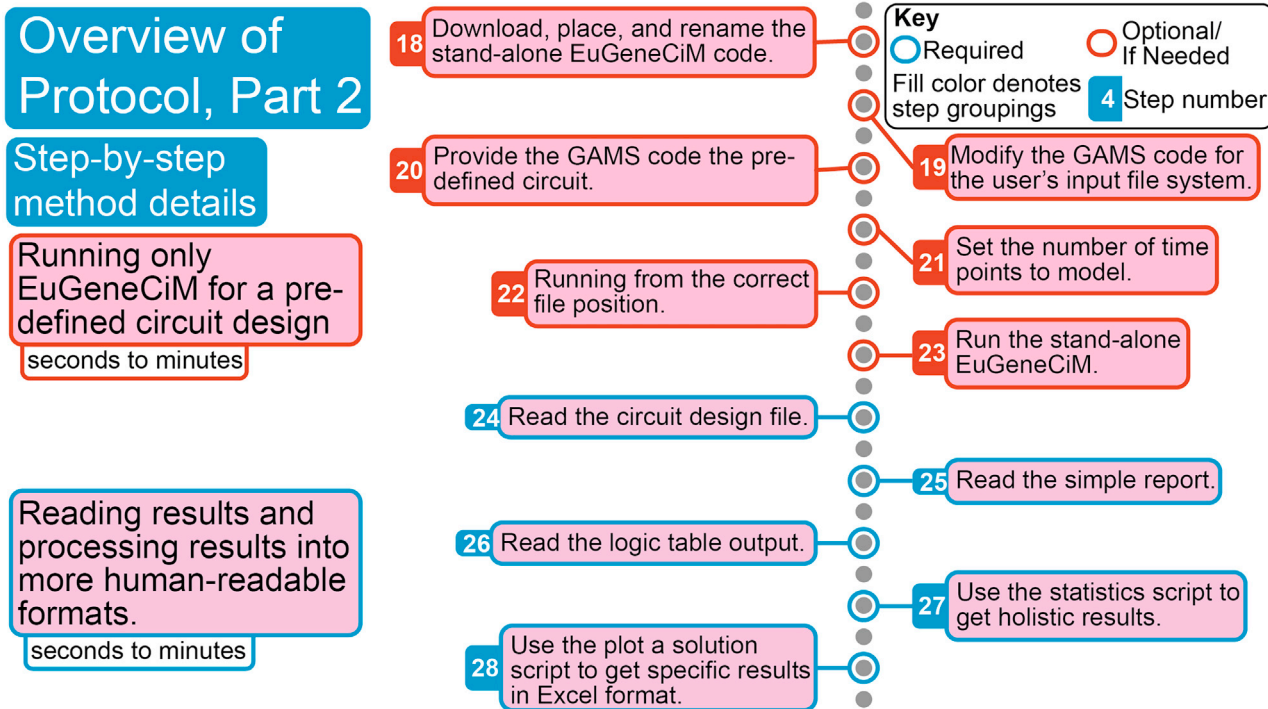 Overview of
Protocol, Part 2
Step-by-step
method details
Running only
EuGeneCiM for a pre-
defined circuit design
seconds to minutes
Reading results and
processing results into
more human-readable
formats.
seconds to minutes
Key
Required
Optional/
If Needed
Fill color denotes
step groupings
4 Step number
18 Download, place, and rename the
stand-alone EuGeneCiM code.
19 Modify the GAMS code for
the user's input file system.
20 Provide the GAMS code the pre-
defined circuit.
21 Set the number of time
points to model.
22 Running from the correct
file position.
23 Run the stand-alone
EuGeneCiM.
24 Read the circuit design file.
25 Read the simple report.
26 Read the logic table output.
27 Use the statistics script to
get holistic results.
28 Use the plot a solution
script to get specific results
in Excel format.